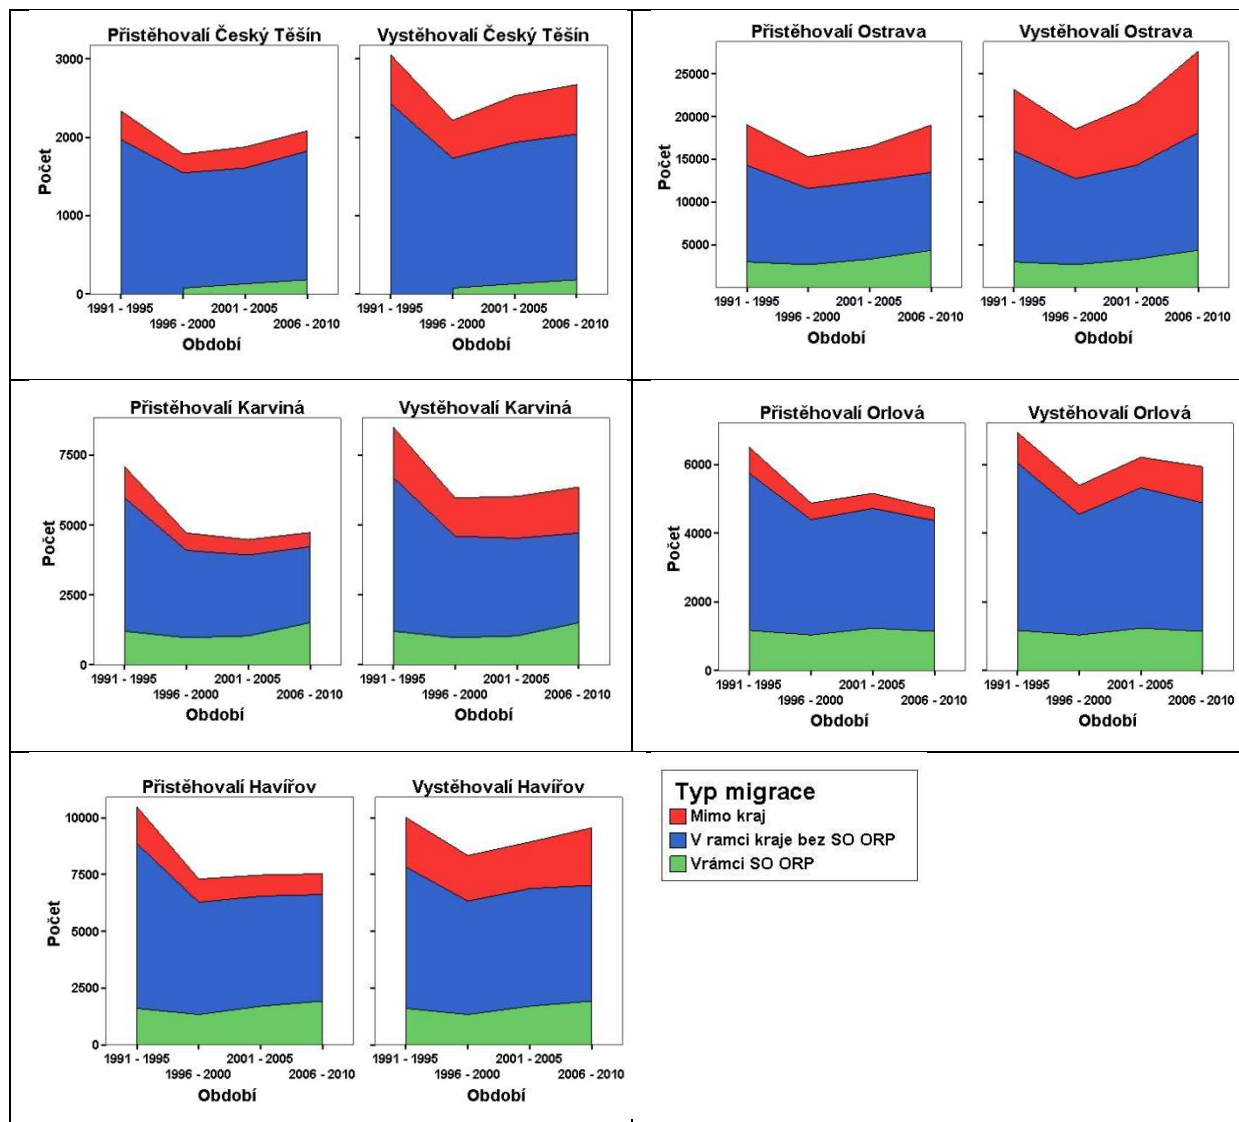 Přistěhovalí Český Těšín
Vystěhovalí Český Těšín
Počet
3000
2000
1000
0
1991 - 1995
1996 - 2000
2001 - 2005
2006 - 2010
Období
1991 - 1995
1996 - 2000
2001 - 2005
2006 - 2010
Období
Přistěhovalí Ostrava
Vystěhovalí Ostrava
Počet
25000
20000
15000
10000
5000
1991 - 1995
1996 - 2000
2001 - 2005
2006 - 2010
Období
1991 - 1995
1996 - 2000
2001 - 2005
2006 - 2010
Období
Přistěhovalí Karviná
Vystěhovalí Karviná
Počet
7500
5000
2500
0
1991 - 1995
1996 - 2000
2001 - 2005
2006 - 2010
Období
1991 - 1995
1996 - 2000
2001 - 2005
2006 - 2010
Období
Přistěhovalí Orlová
Vystěhovalí Orlová
Počet
6000
4000
2000
0
1991 - 1995
1996 - 2000
2001 - 2005
2006 - 2010
Období
1991 - 1995
1996 - 2000
2001 - 2005
2006 - 2010
Období
Přistěhovalí Havířov
Vystěhovalí Havířov
Počet
10000
7500
5000
2500
0
1991 - 1995
1996 - 2000
2001 - 2005
2006 - 2010
Období
1991 - 1995
1996 - 2000
2001 - 2005
2006 - 2010
Období
Typ migrace
Mimo kraj
V ramci kraje bez SO ORP
Vrámci SO ORP